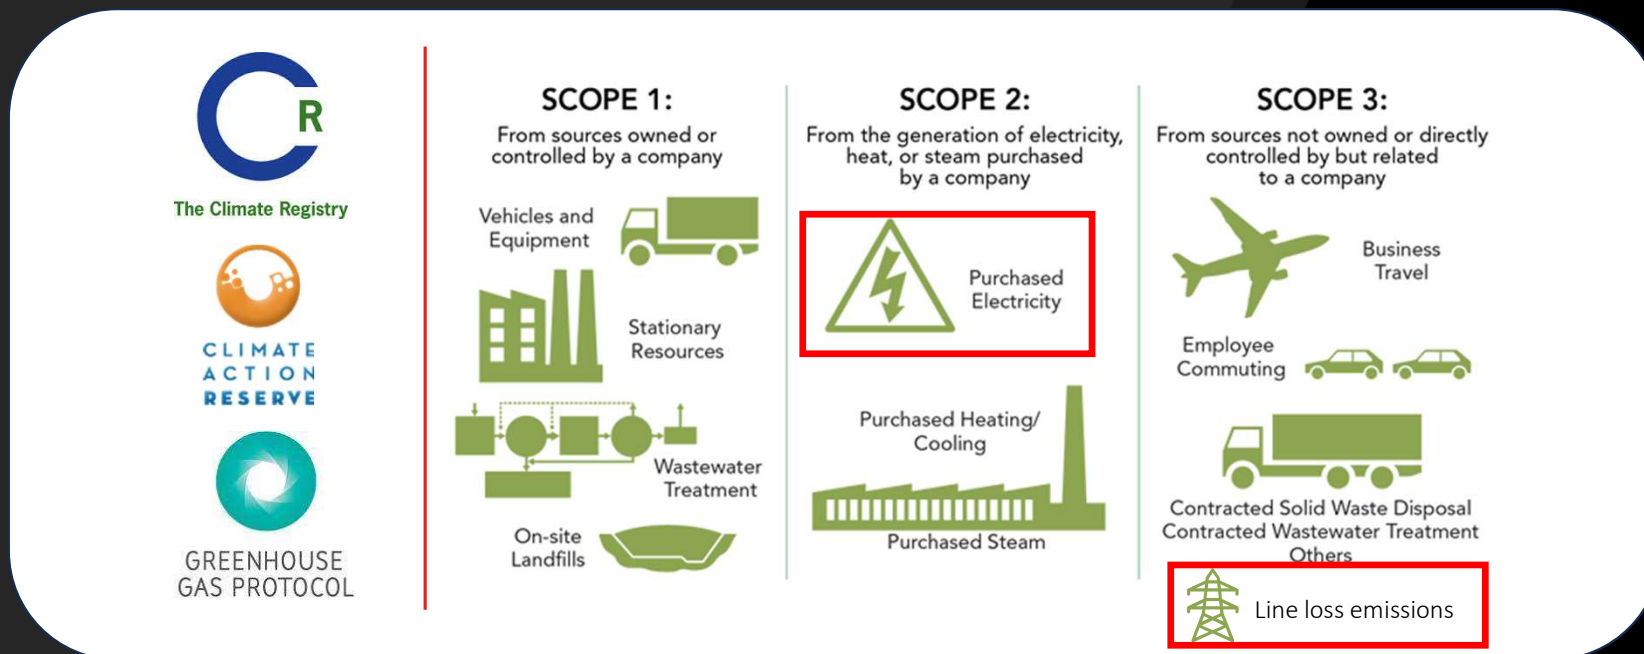 R
The Climate Registry
CLIMATE
ACTION
RESERVE
GREENHOUSE
GAS PROTOCOL
SCOPE 1:
From sources owned or
controlled by a company
Vehicles and
Equipment
Stationary
Resources
Wastewater
Treatment
On-site
Landfills
SCOPE 2:
From the generation of electricity,
heat, or steam purchased
by a company
Purchased
Electricity
Purchased Heating/
Cooling
Purchased Steam
SCOPE 3:
From sources not owned or directly
controlled by but related
to a company
Business
Travel
Employee
Commuting
Contracted Solid Waste Disposal
Contracted Wastewater Treatment
Others
Line loss emissions